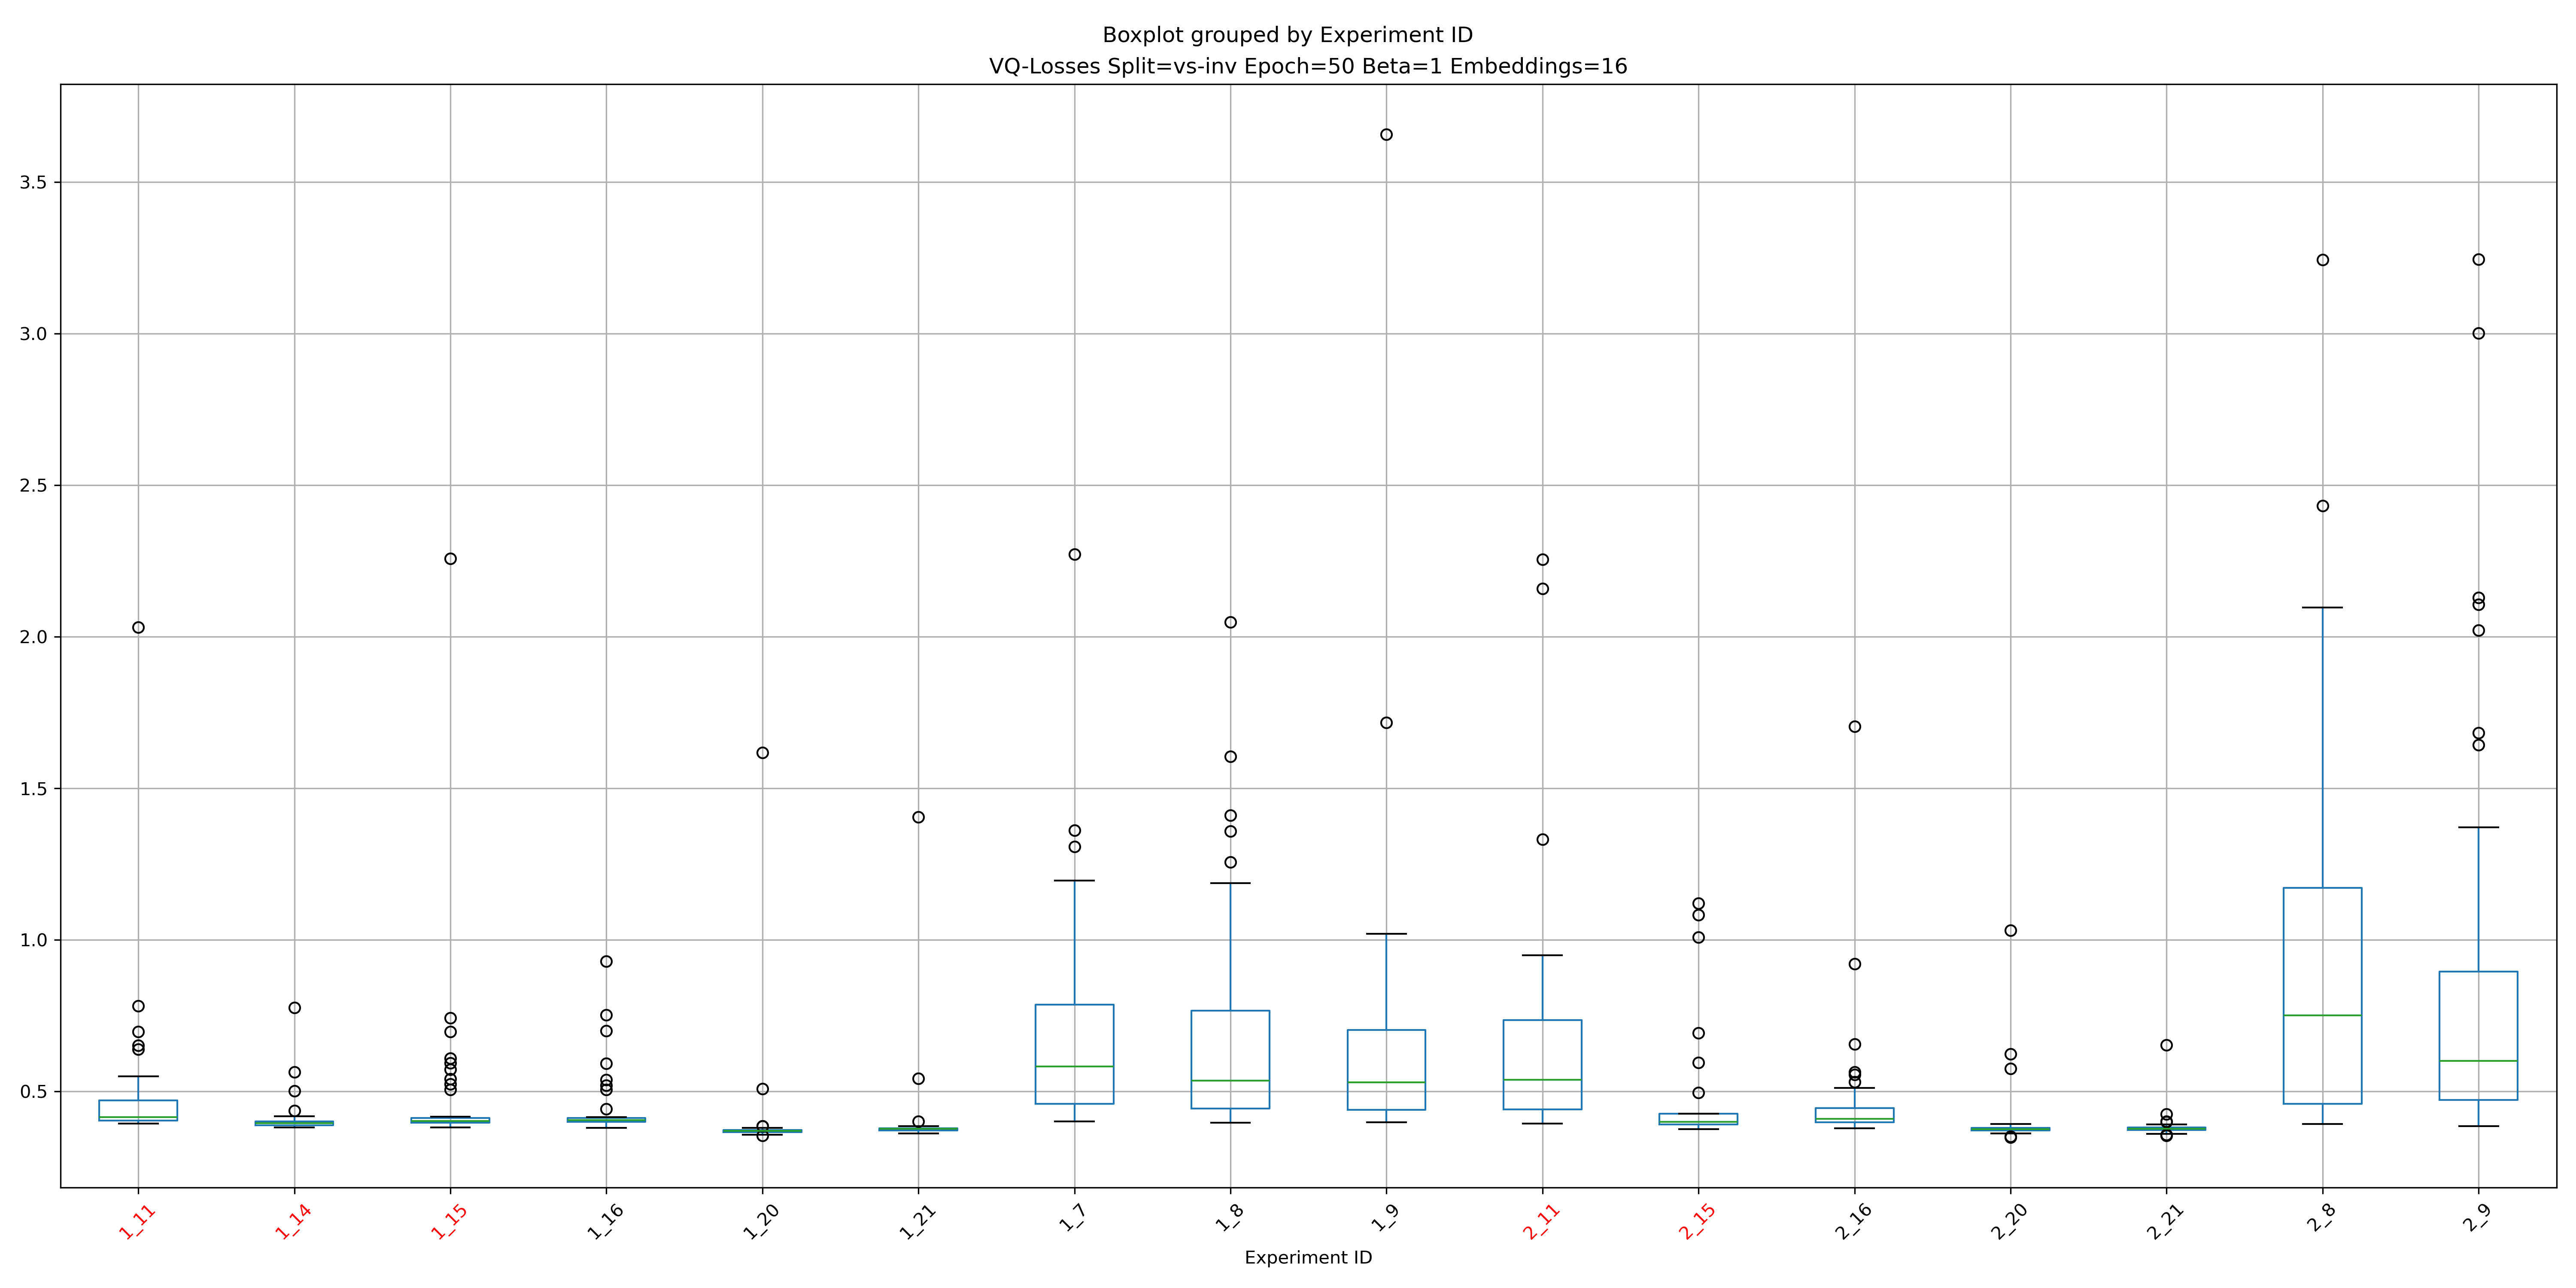 Boxplot grouped by Experiment ID
VQ-Losses Split=vs-inv Epoch=50 Beta=1 Embeddings=16
3.5
3.0
2.5
2.0
1.5
1.0
0.5
1_11 1_14 1_15 1_16 1_20 1_21 1_7 1_8 1_9 2_11 2_15 2_16 2_20 2_21 2_8 2_9
Experiment ID